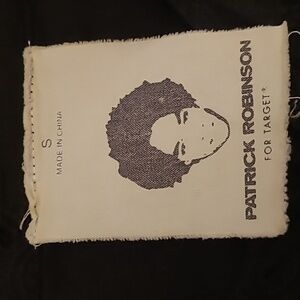 S
MADE IN CHINA
PATRICK ROBINSON
FOR TARGET®